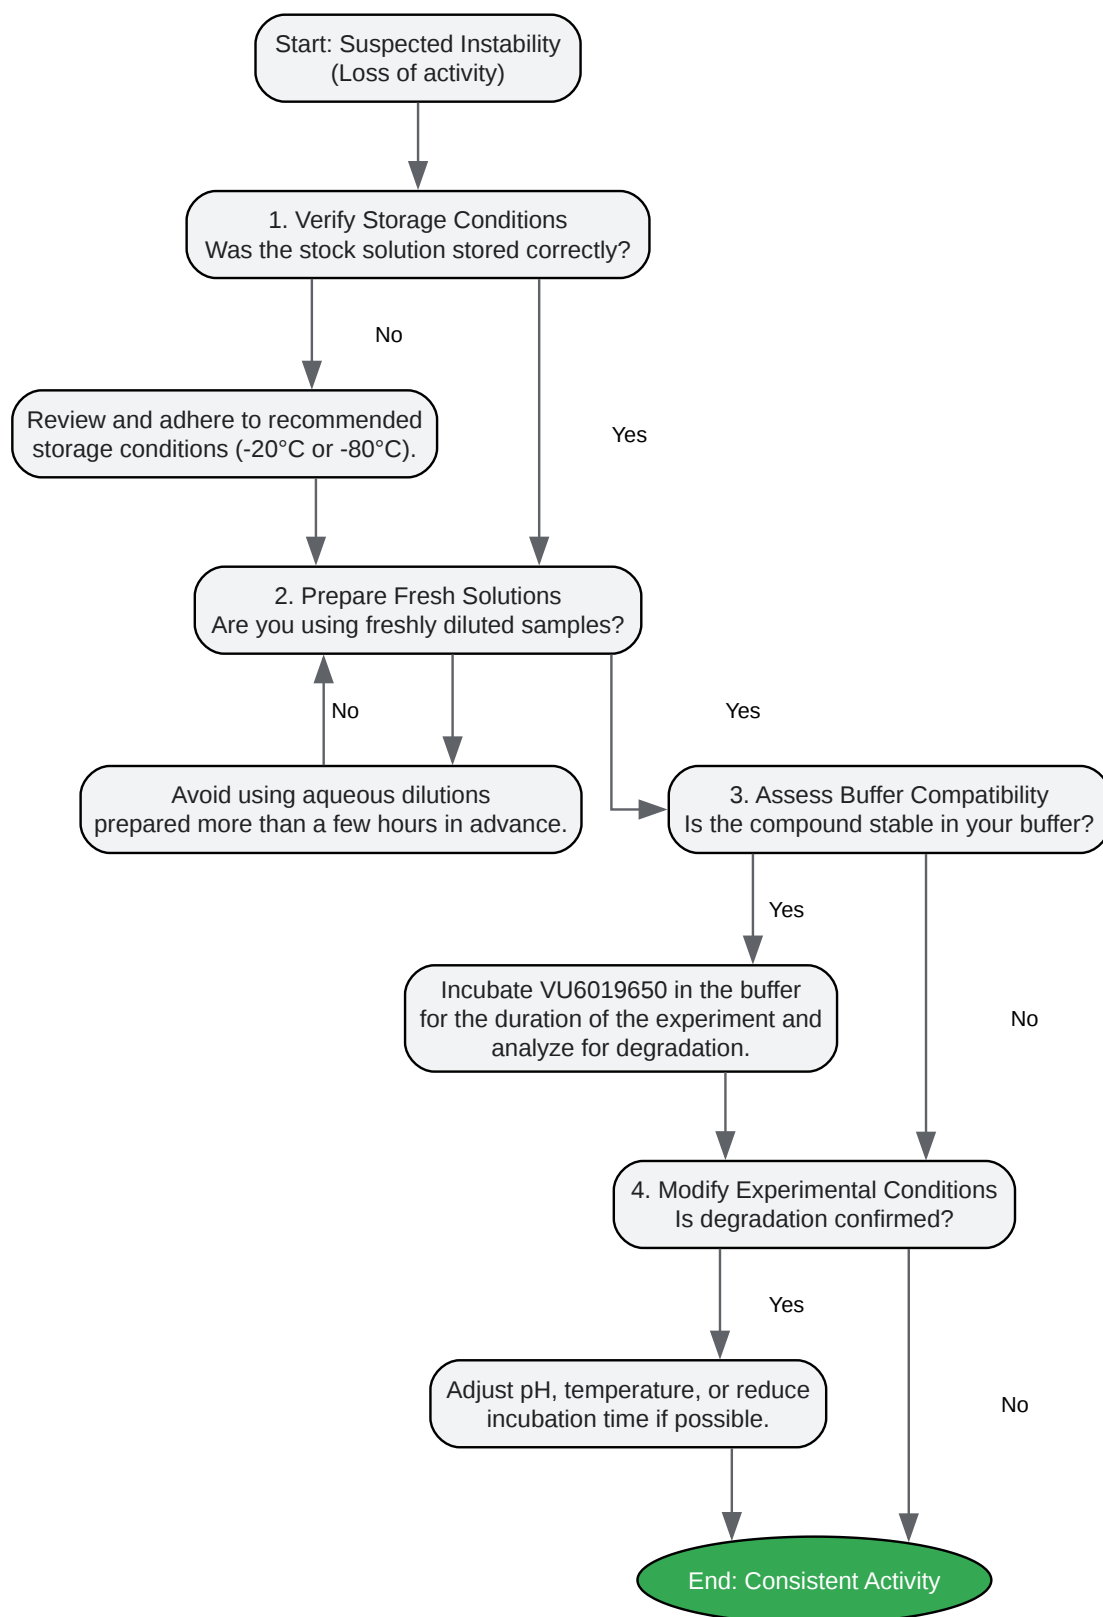 Start: Suspected Instability
(Loss of activity)
1. Verify Storage Conditions
Was the stock solution stored correctly?
No
Review and adhere to recommended
storage conditions (-20°C or -80°C).
Yes
2. Prepare Fresh Solutions
Are you using freshly diluted samples?
No
Yes
Avoid using aqueous dilutions
prepared more than a few hours in advance.
3. Assess Buffer Compatibility
Is the compound stable in your buffer?
Yes
Incubate VU6019650 in the buffer
for the duration of the experiment and
analyze for degradation.
No
4. Modify Experimental Conditions
Is degradation confirmed?
Yes
Adjust pH, temperature, or reduce
incubation time if possible.
No
End: Consistent Activity